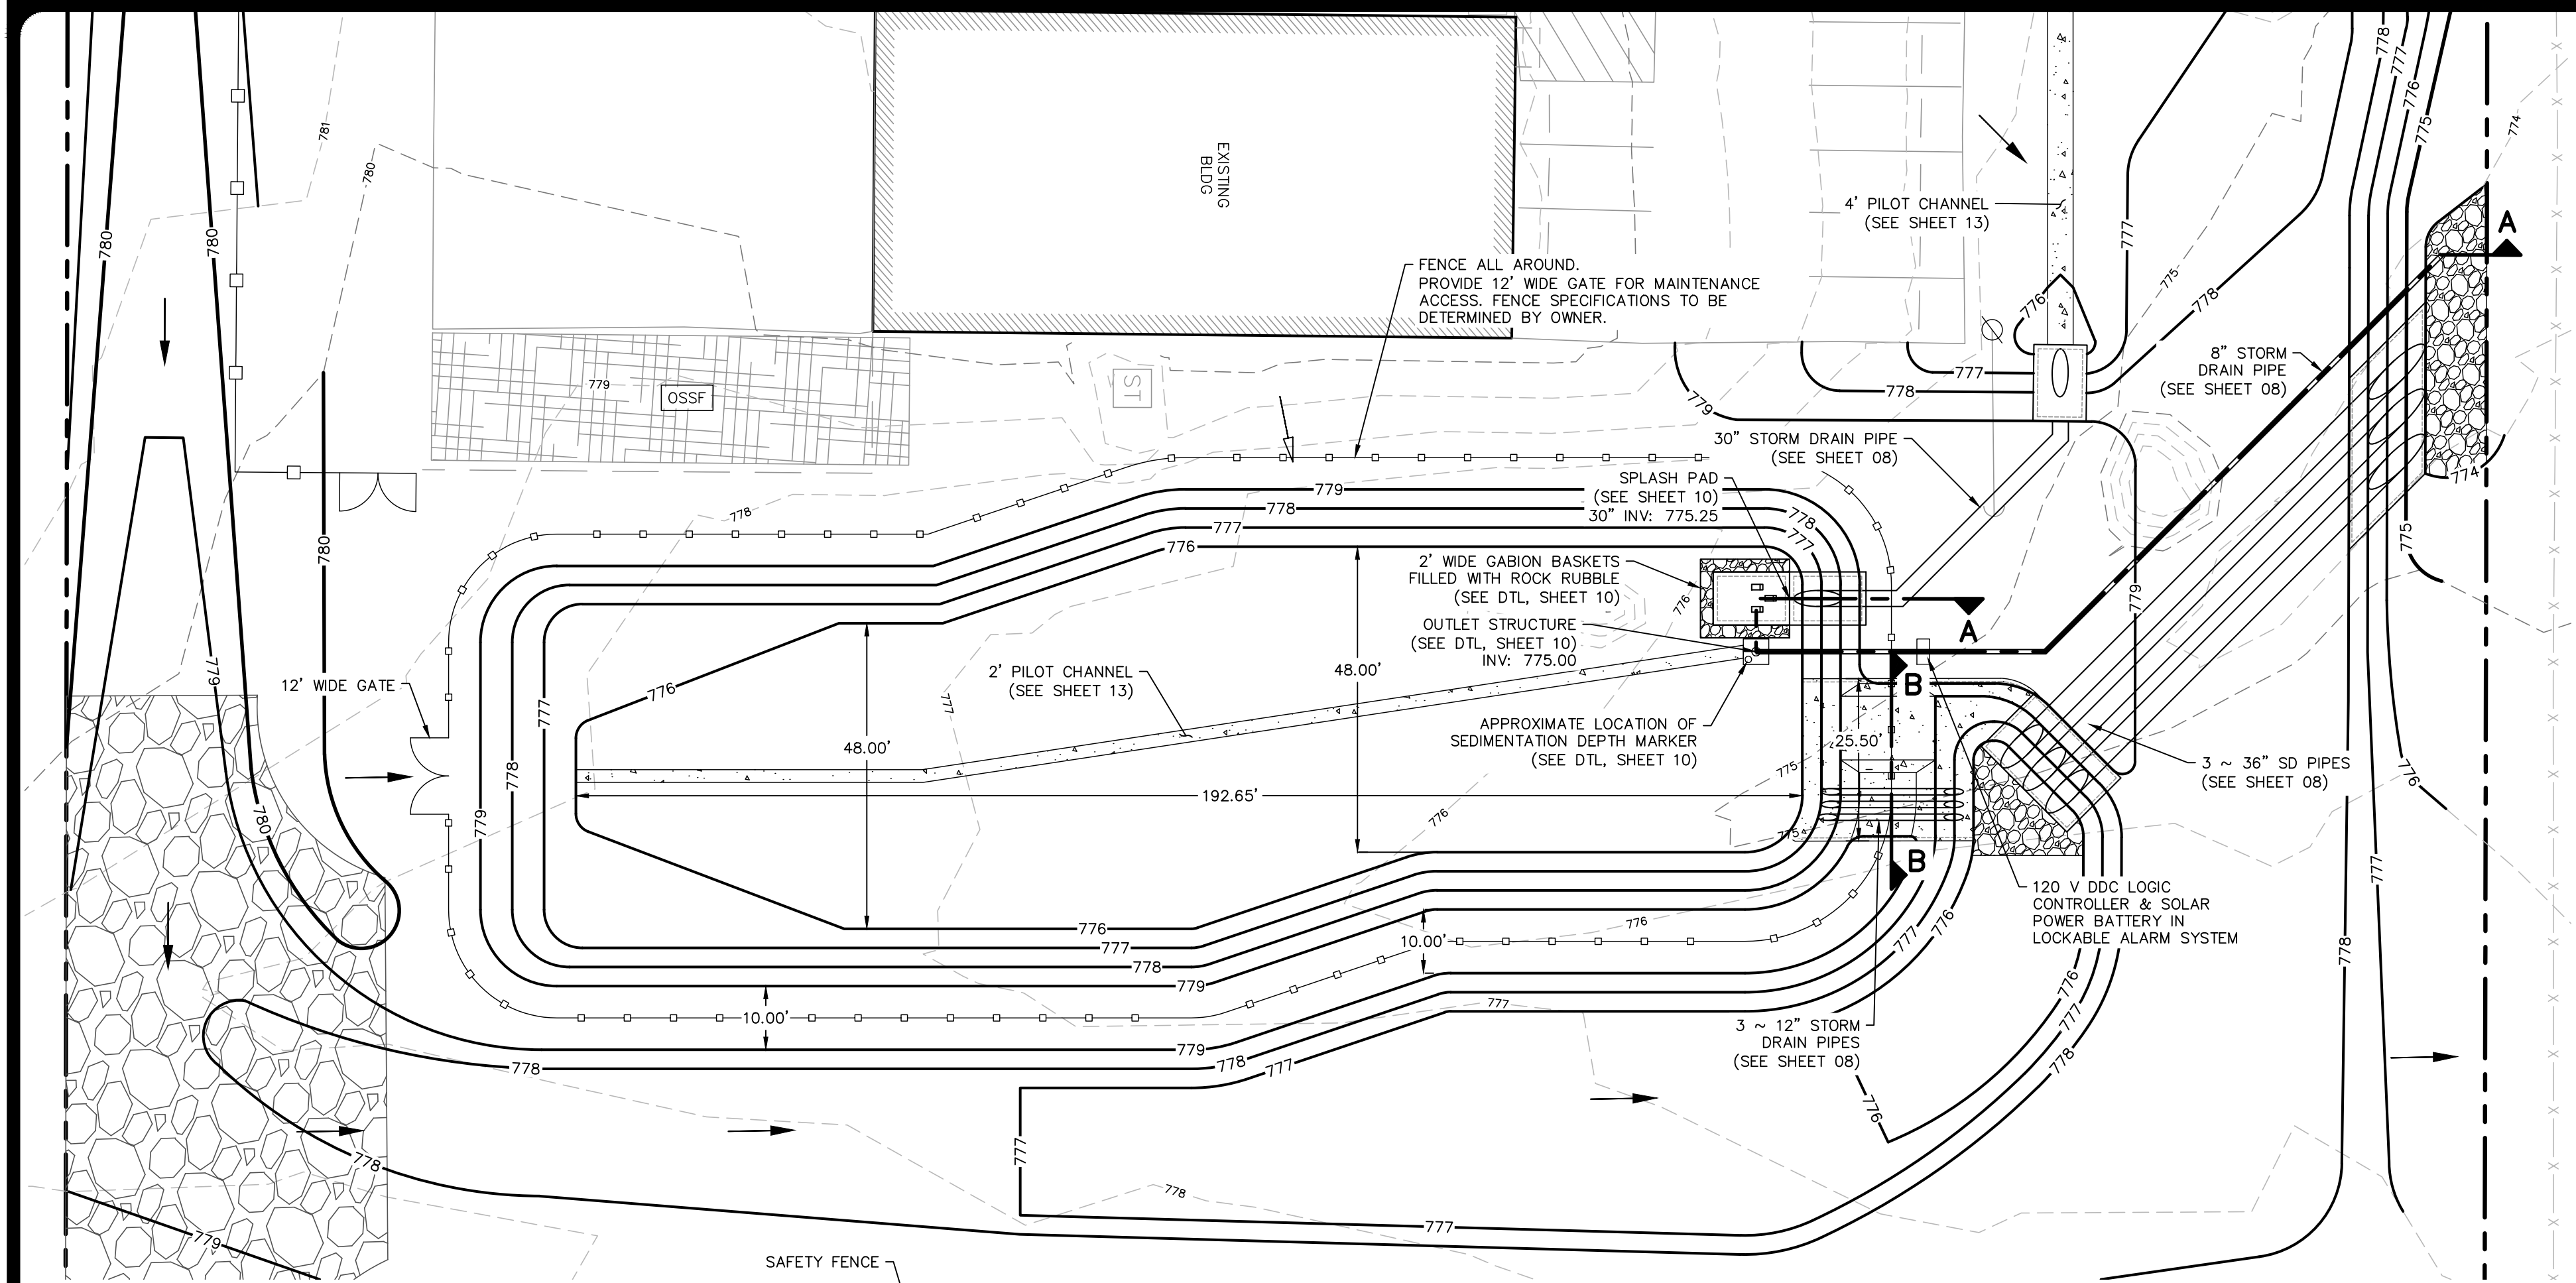 778
777
776
775
774
781
780
780
780
EXISTING
BLDG
4' PILOT CHANNEL
(SEE SHEET 13)
777
A
FENCE ALL AROUND.
PROVIDE 12' WIDE GATE FOR MAINTENANCE
ACCESS. FENCE SPECIFICATIONS TO BE
DETERMINED BY OWNER.
776
775
778
8" STORM
DRAIN PIPE
(SEE SHEET 08)
779
OSSF
ST
777
778
779
30" STORM DRAIN PIPE
(SEE SHEET 08)
774
SPLASH PAD
(SEE SHEET 10)
30" INV: 775.25
779
778
777
776
778
778
777
780
775
2' WIDE GABION BASKETS
FILLED WITH ROCK RUBBLE
(SEE DTL, SHEET 10)
776
779
OUTLET STRUCTURE
(SEE DTL, SHEET 10)
INV: 775.00
A
48.00'
2' PILOT CHANNEL
(SEE SHEET 13)
779
12' WIDE GATE
776
777
777
B
APPROXIMATE LOCATION OF
SEDIMENTATION DEPTH MARKER
(SEE DTL, SHEET 10)
25.50'
48.00'
3 ~ 36" SD PIPES
(SEE SHEET 08)
775
776
778
192.65'
779
780
776
775
B
777
120 V DDC LOGIC
CONTROLLER & SOLAR
POWER BATTERY IN
LOCKABLE ALARM SYSTEM
776
777
776
776
777
778
779
10.00'
778
776
777
778
10.00'
777
3 ~ 12" STORM
DRAIN PIPES
(SEE SHEET 08)
779
778
777
778
776
777
778
778
777
779
SAFETY FENCE